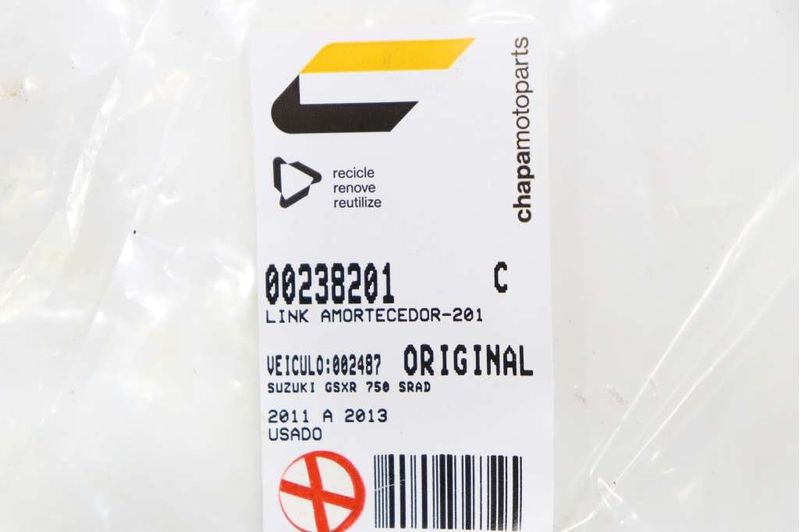 chapamotoparts
recicle
renove
reutilize
00238201 C
LINK AMORTECEDOR-201
VEICULO:002487 ORIGINAL
SUZUKI GSXR 750 SRAD
2011 A 2013
USADO